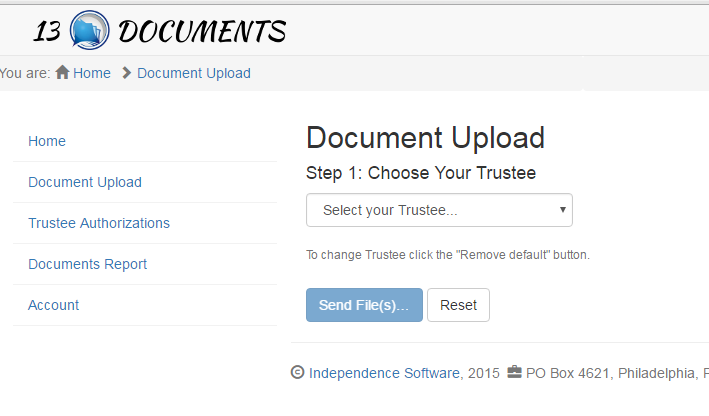 13 DOCUMENTS
You are: Home Document Upload
Home
Document Upload
Trustee Authorizations
Documents Report
Account
Document Upload
Step 1: Choose Your Trustee
Select your Trustee...
To change Trustee click the "Remove default" button.
Send File(s)... Reset
© Independence Software, 2015 PO Box 4621, Philadelphia,